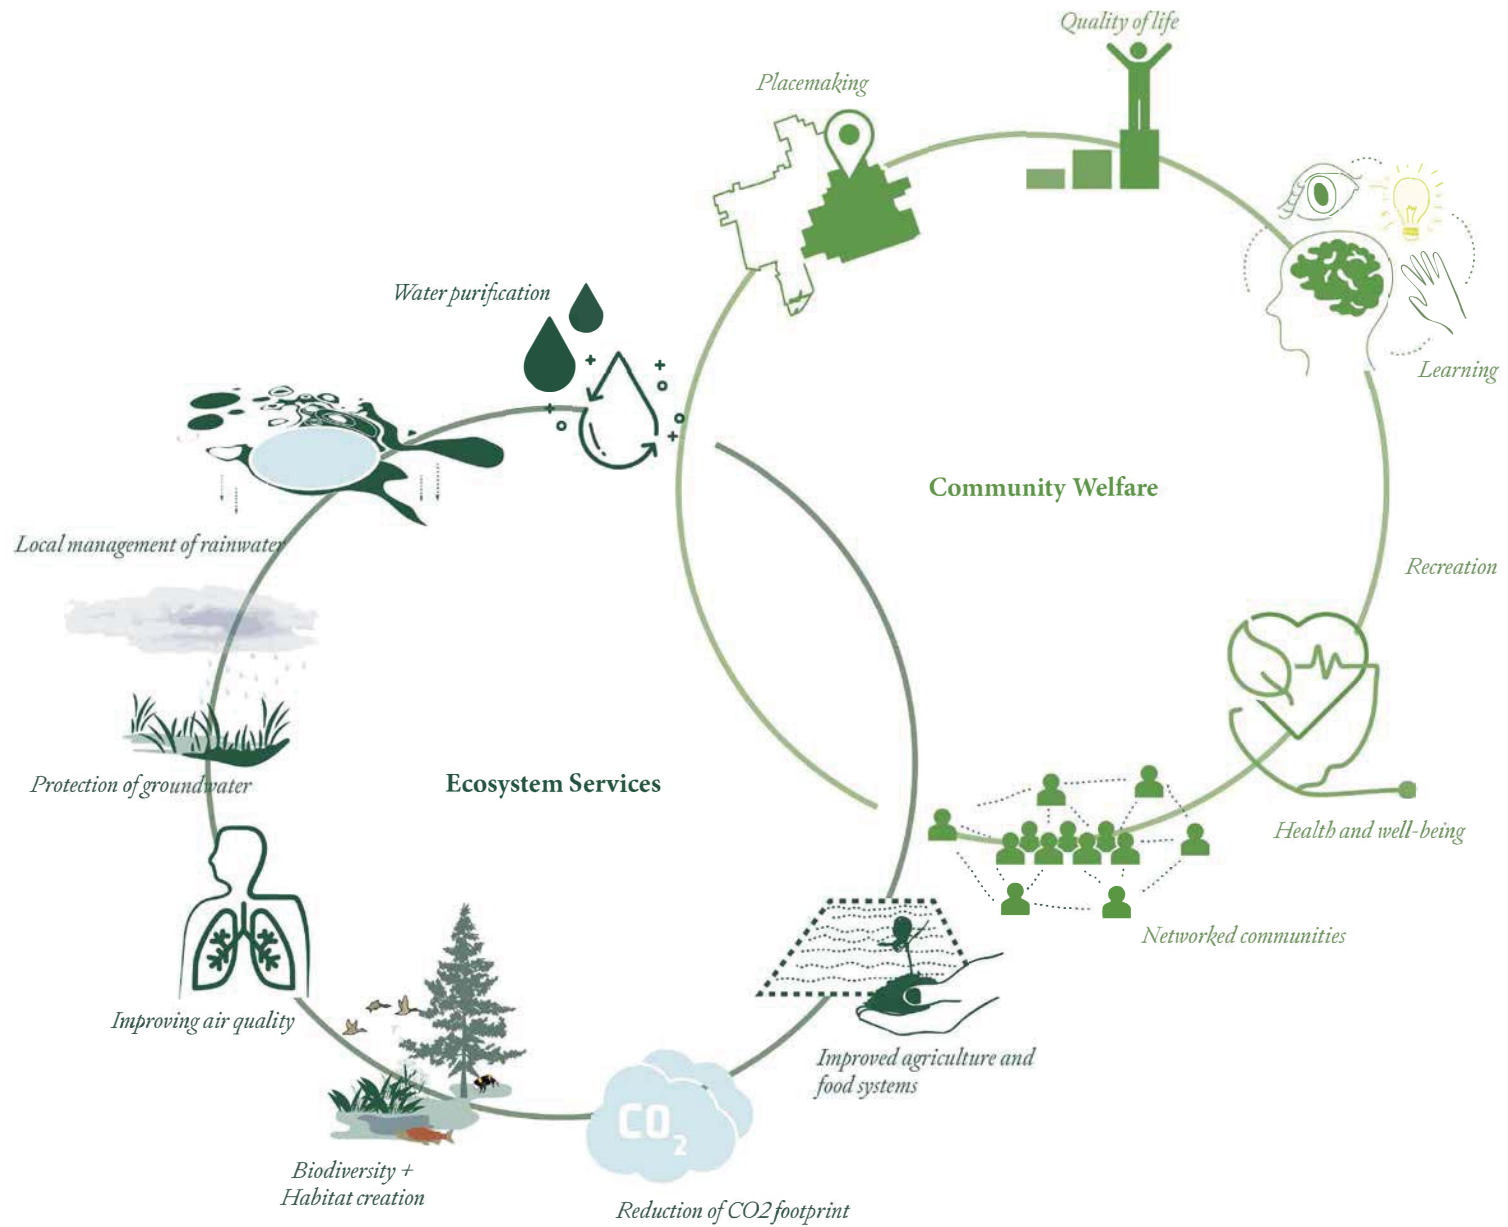 Quality of life
Placemaking
Learning
Water purification
Community Welfare
Local management of rainwater
Recreation
Protection of groundwater
Ecosystem Services
Health and well-being
Networked communities
Improving air quality
Improved agriculture and
food systems
CO2
Biodiversity +
Habitat creation
Reduction of CO2 footprint